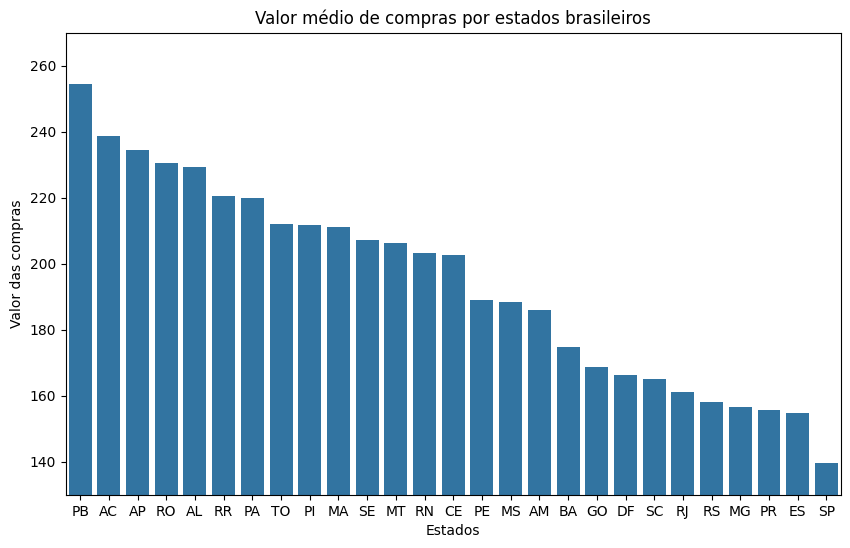 Valor médio de compras por estados brasileiros
Valor das compras
260
240
220
200
180
160
140
PB AC AP RO AL RR PA TO PI MA SE MT RN CE PE MS AM BA GO DF SC RJ RS MG PR ES SP
Estados